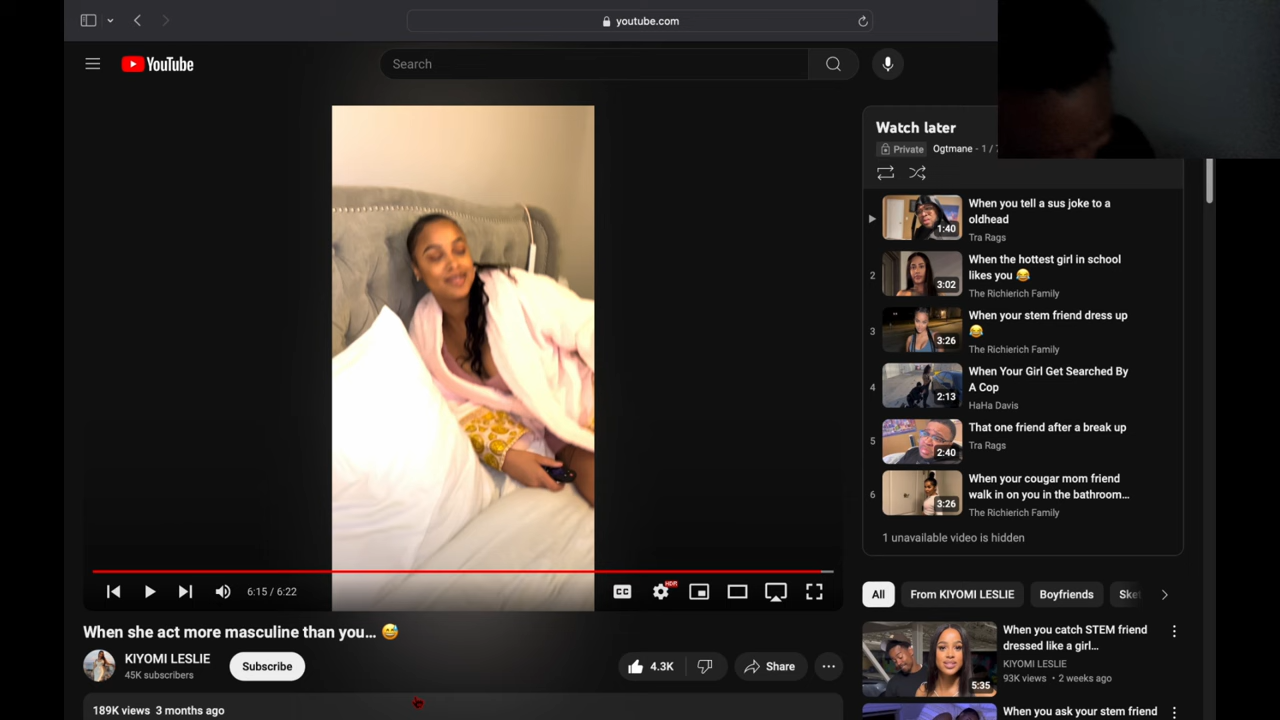 youtube.com
YouTube
Search
Watch later
Private Ogtmane - 1 /
When you tell a sus joke to a
oldhead
Tra Rags
1:40
2
When the hottest girl in school
likes you 😂
The Richierich Family
3:02
3
When your stem friend dress up
😂
The Richierich Family
3:26
4
When Your Girl Get Searched By
A Cop
HaHa Davis
2:13
5
That one friend after a break up
Tra Rags
2:40
6
When your cougar mom friend
walk in on you in the bathroom...
The Richierich Family
3:26
1 unavailable video is hidden
6:15 / 6:22
CC
HDR
When she act more masculine than you... 😅
KIYOMI LESLIE
45K subscribers
Subscribe
4.3K
Share
189K views 3 months ago
All
From KIYOMI LESLIE
Boyfriends
Ske
When you catch STEM friend
dressed like a girl...
KIYOMI LESLIE
93K views • 2 weeks ago
5:35
When you ask your stem friend